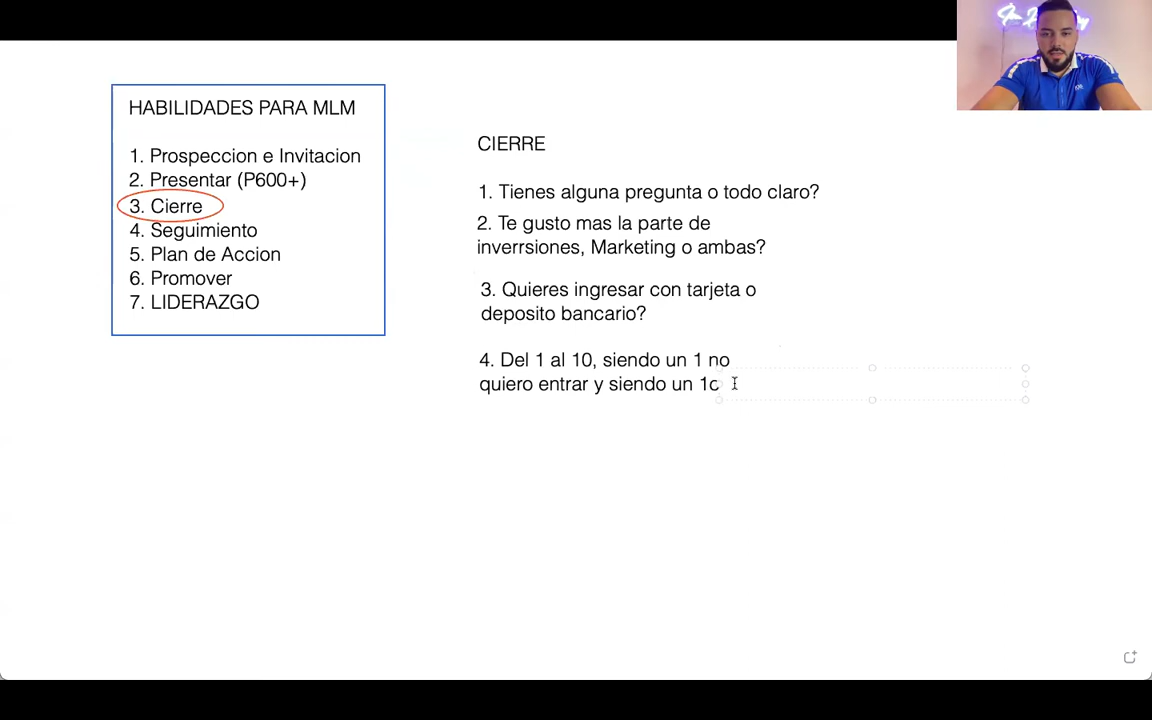 HABILIDADES PARA MLM
1. Prospeccion e Invitacion
2. Presentar (P600+)
3. Cierre
4. Seguimiento
5. Plan de Accion
6. Promover
7. LIDERAZGO
CIERRE
1. Tienes alguna pregunta o todo claro?
2. Te gusto mas la parte de
inverrsiones, Marketing o ambas?
3. Quieres ingresar con tarjeta o
deposito bancario?
4. Del 1 al 10, siendo un 1 no
quiero entrar y siendo un 1o